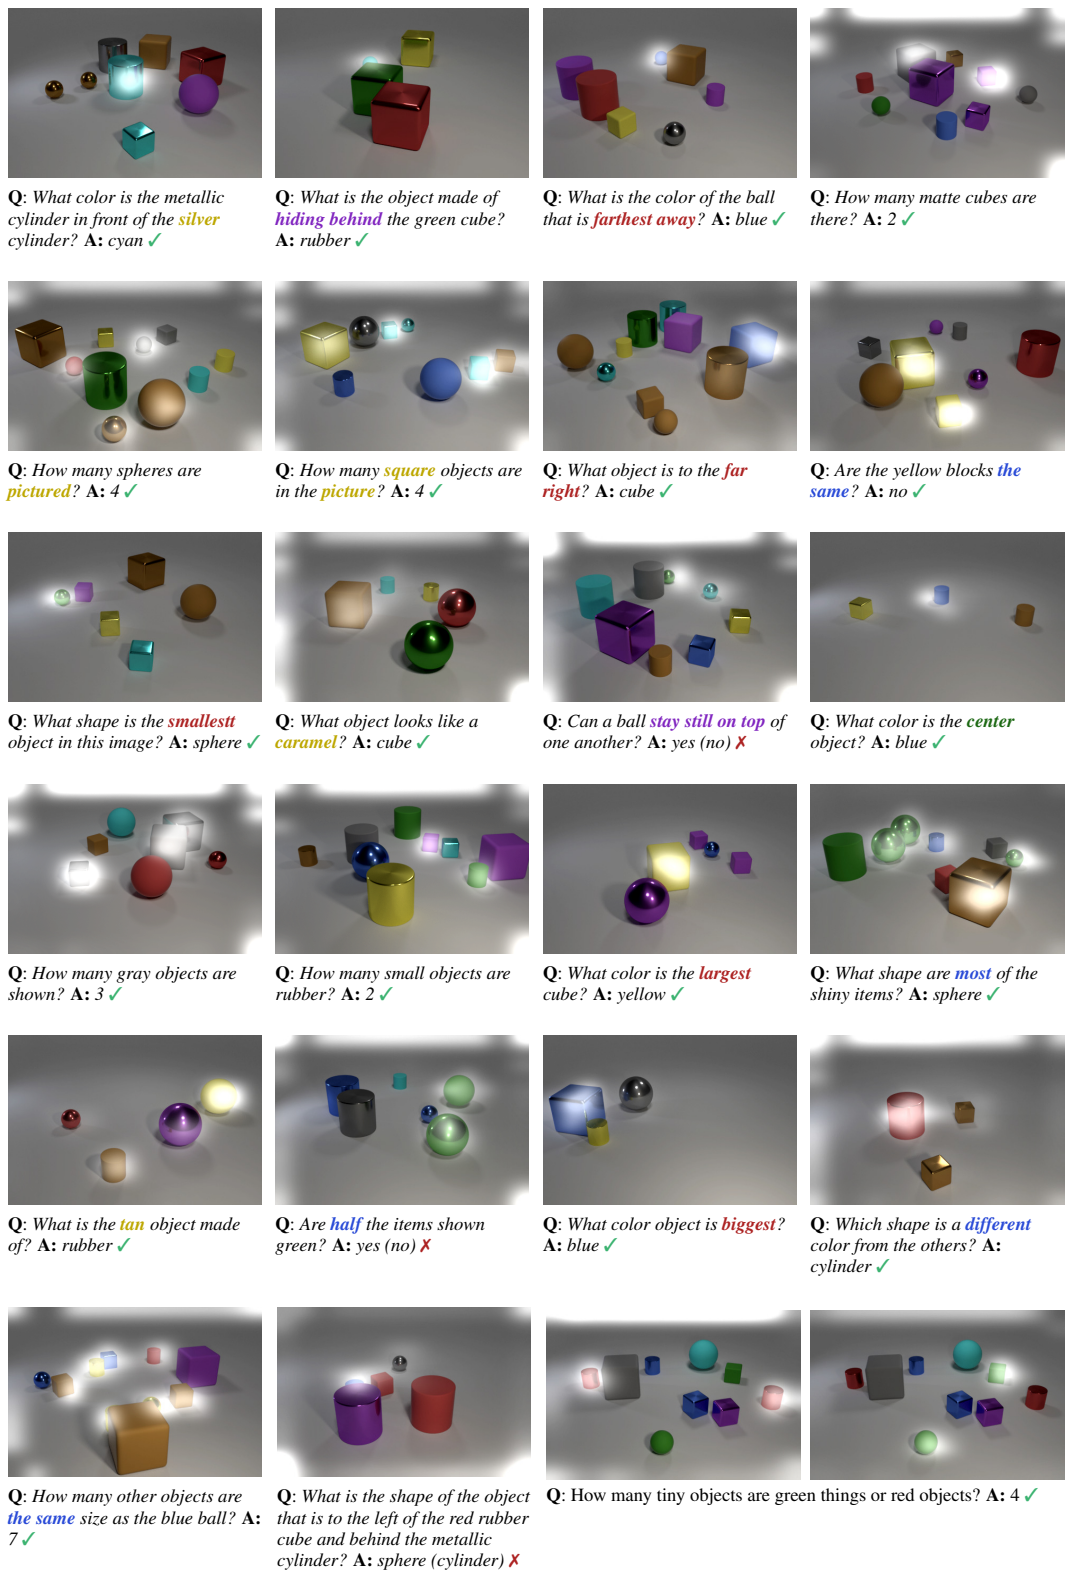 Q: What color is the metallic
cylinder in front of the silver
cylinder? A: cyan ✓
Q: What is the object made of
hiding behind the green cube?
A: rubber ✓
Q: What is the color of the ball
that is farthest away? A: blue ✓
Q: How many matte cubes are
there? A: 2 ✓
Q: How many spheres are
pictured? A: 4 ✓
Q: How many square objects are
in the picture? A: 4 ✓
Q: What object is to the far
right? A: cube ✓
Q: Are the yellow blocks the
same? A: no ✓
Q: What shape is the smallestt
object in this image? A: sphere ✓
Q: What object looks like a
caramel? A: cube ✓
Q: Can a ball stay still on top of
one another? A: yes (no) ✗
Q: What color is the center
object? A: blue ✓
Q: How many gray objects are
shown? A: 3 ✓
Q: How many small objects are
rubber? A: 2 ✓
Q: What color is the largest
cube? A: yellow ✓
Q: What shape are most of the
shiny items? A: sphere ✓
Q: What is the tan object made
of? A: rubber ✓
Q: Are half the items shown
green? A: yes (no) ✗
Q: What color object is biggest?
A: blue ✓
Q: Which shape is a different
color from the others? A:
cylinder ✓
Q: How many other objects are
the same size as the blue ball? A:
7 ✓
Q: What is the shape of the object
that is to the left of the red rubber
cube and behind the metallic
cylinder? A: sphere (cylinder) ✗
Q: How many tiny objects are green things or red objects? A: 4 ✓